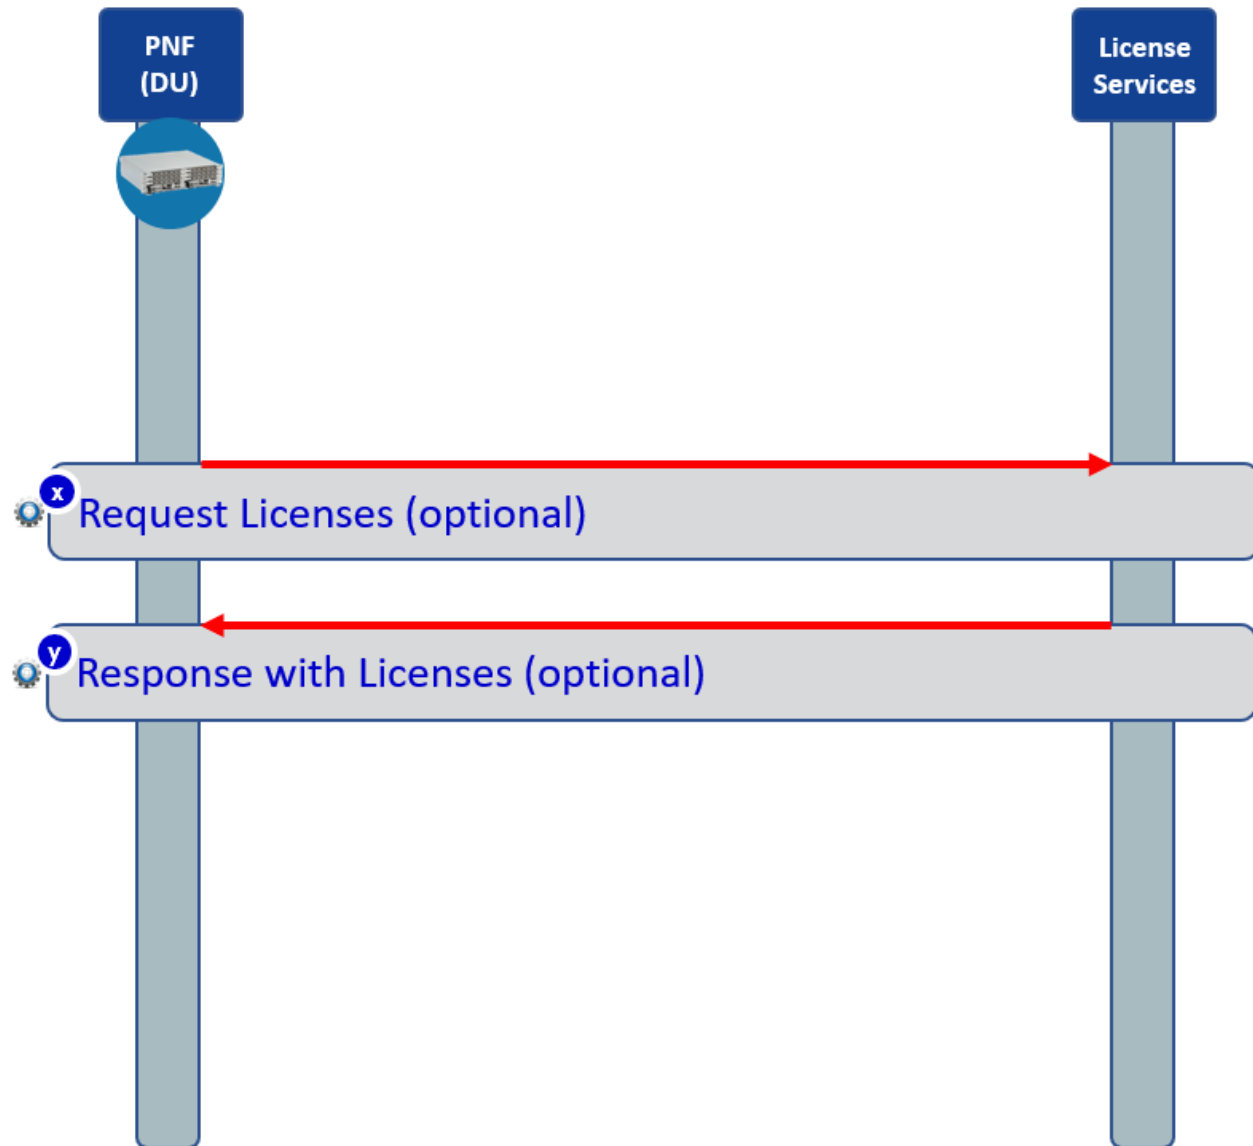 PNF
(DU)
License
Services
x
Request Licenses (optional)
y
Response with Licenses (optional)